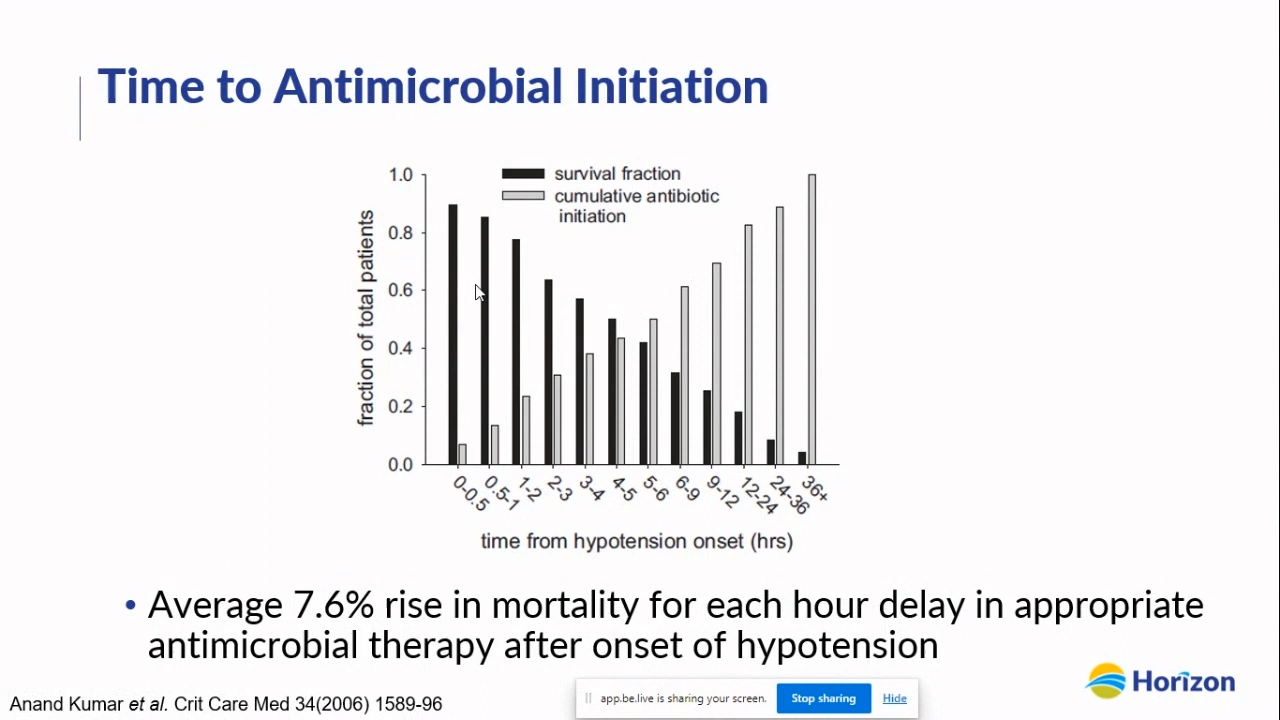 Time to Antimicrobial Initiation
survival fraction
cumulative antibiotic
initiation
fraction of total patients
1.0
0.8
0.6
0.4
0.2
0.0
0-0.5
0.5-1
1-2
2-3
3-4
4-5
5-6
6-9
9-12
12-24
24-36
36+
time from hypotension onset (hrs)
• Average 7.6% rise in mortality for each hour delay in appropriate
antimicrobial therapy after onset of hypotension
Horizon
app.be.live is sharing your screen.
Stop sharing
Hide
Anand Kumar et al. Crit Care Med 34(2006) 1589-96